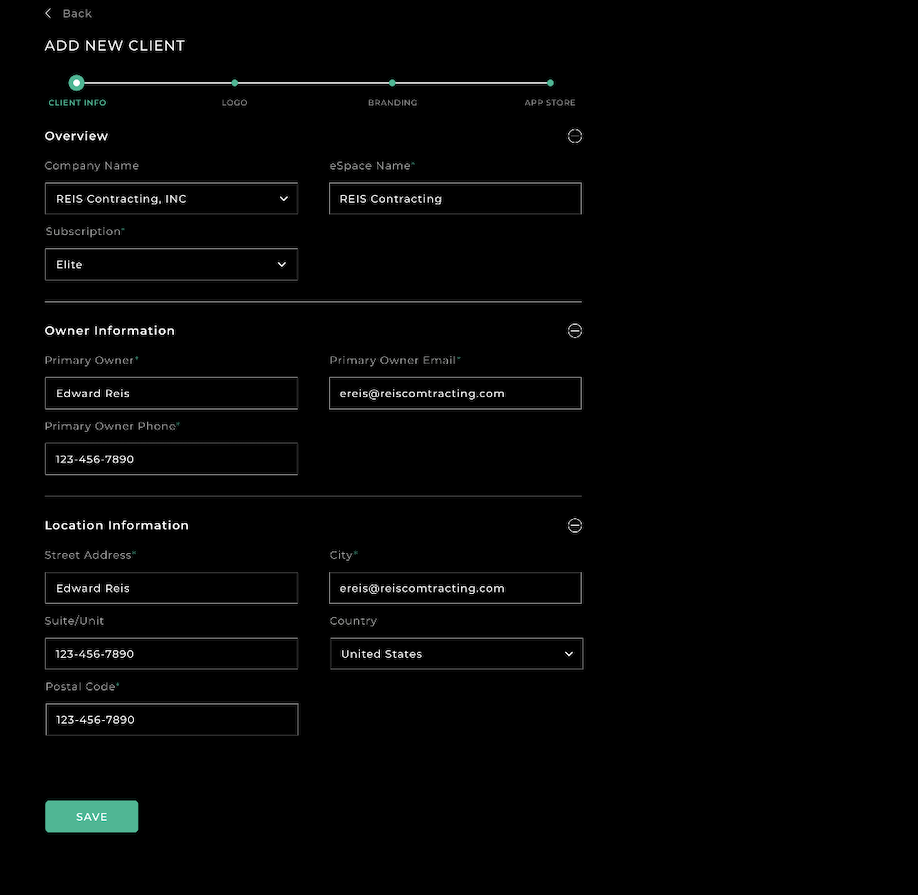 Back
ADD NEW CLIENT
CLIENT INFO LOGO BRANDING APP STORE
Overview
Company Name eSpace Name*
REIS Contracting, INC REIS Contracting
Subscription*
Elite
Owner Information
Primary Owner* Primary Owner Email*
Edward Reis ereis@reiscomtracting.com
Primary Owner Phone*
123-456-7890
Location Information
Street Address* City*
Edward Reis ereis@reiscomtracting.com
Suite/Unit Country
123-456-7890 United States
Postal Code*
123-456-7890
SAVE